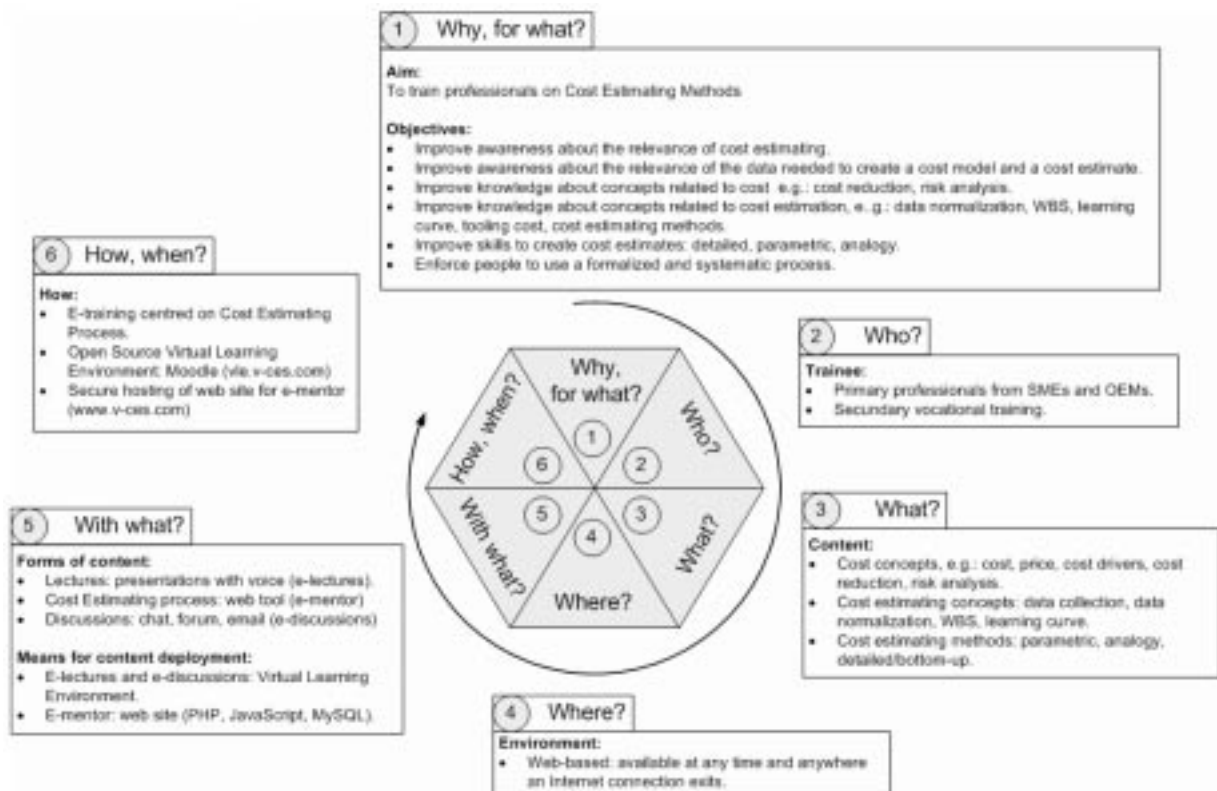 1 Why, for what?
Aim:
To train professionals on Cost Estimating Methods
Objectives:
• Improve awareness about the relevance of cost estimating.
• Improve awareness about the relevance of the data needed to create a cost model and a cost estimate.
• Improve knowledge about concepts related to cost e.g.: cost reduction, risk analysis.
• Improve knowledge about concepts related to cost estimation, e..g.: data normalization, WBS, learning
curve, tooling cost, cost estimating methods.
• Improve skills to create cost estimates: detailed, parametric, analogy.
• Enforce people to use a formalized and systematic process.
2 Who?
Trainee:
• Primary professionals from SMEs and OEMs.
• Secundary vocational training.
3 What?
Content:
• Cost concepts, e.g.: cost, price, cost drivers, cost
reduction, risk analysis.
• Cost estimating concepts: data collection, data
normalization, WBS, learning curve.
• Cost estimating methods: parametric, analogy,
detailed/bottom-up.
4 Where?
Environment:
• Web-based: available at any time and anywhere
an Internet connection exits.
5 With what?
Forms of content:
• Lectures: presentations with voice (e-lectures).
• Cost Estimating process: web tool (e-mentor)
• Discussions: chat, forum, email (e-discussions)
Means for content deployment:
• E-lectures and e-discussions: Virtual Learning
Environment.
• E-mentor: web site (PHP, JavaScript, MySQL).
6 How, when?
How:
• E-training centred on Cost Estimating
Process.
• Open Source Virtual Learning
Environment: Moodle (vle.v-ces.com)
• Secure hosting of web site for e-mentor
(www.v-ces.com)
Why,
for what?
1
Who?
2
What?
3
Where?
4
With what?
5
How, when?
6